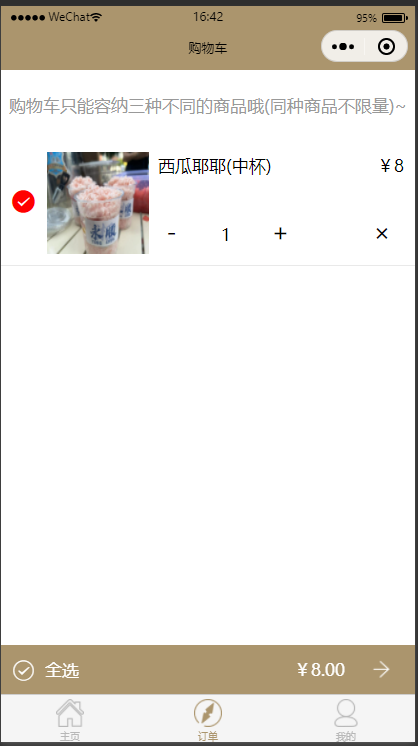 ●●●●● WeChat 16:42 95%
购物车
购物车只能容纳三种不同的商品哦(同种商品不限量)~
西瓜耶耶(中杯) ￥8
- 1 + ×
全选 ￥8.00
主页 订单 我的